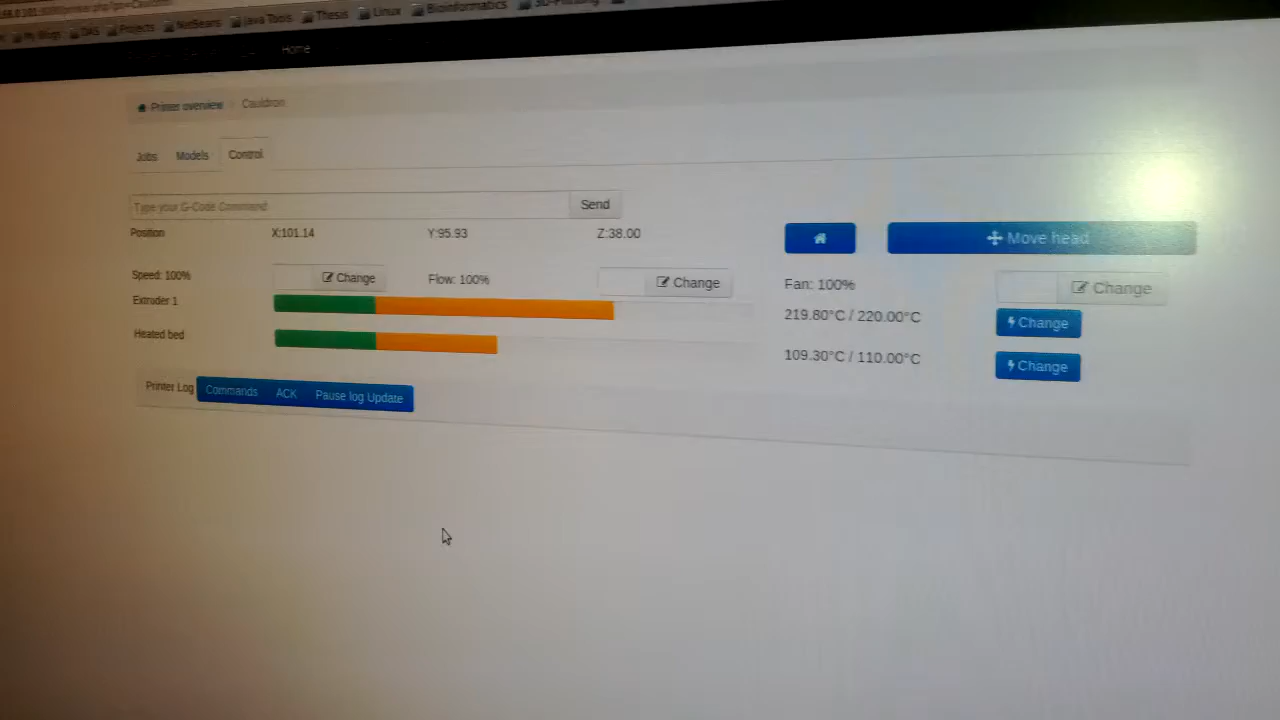 My Blogs DAS Projects NetBeans Java Tools Thesis Linux Bioinformatics
Home
Printer overview / Cauldron
Jobs Models Control
Type your G-Code Command Send
Position X:101.14 Y:95.93 Z:38.00 Move head
Speed: 100% Change Flow: 100% Change Fan: 100% Change
Extruder 1 219.80°C / 220.00°C Change
Heated bed 109.30°C / 110.00°C Change
Printer Log Commands ACK Pause log Update